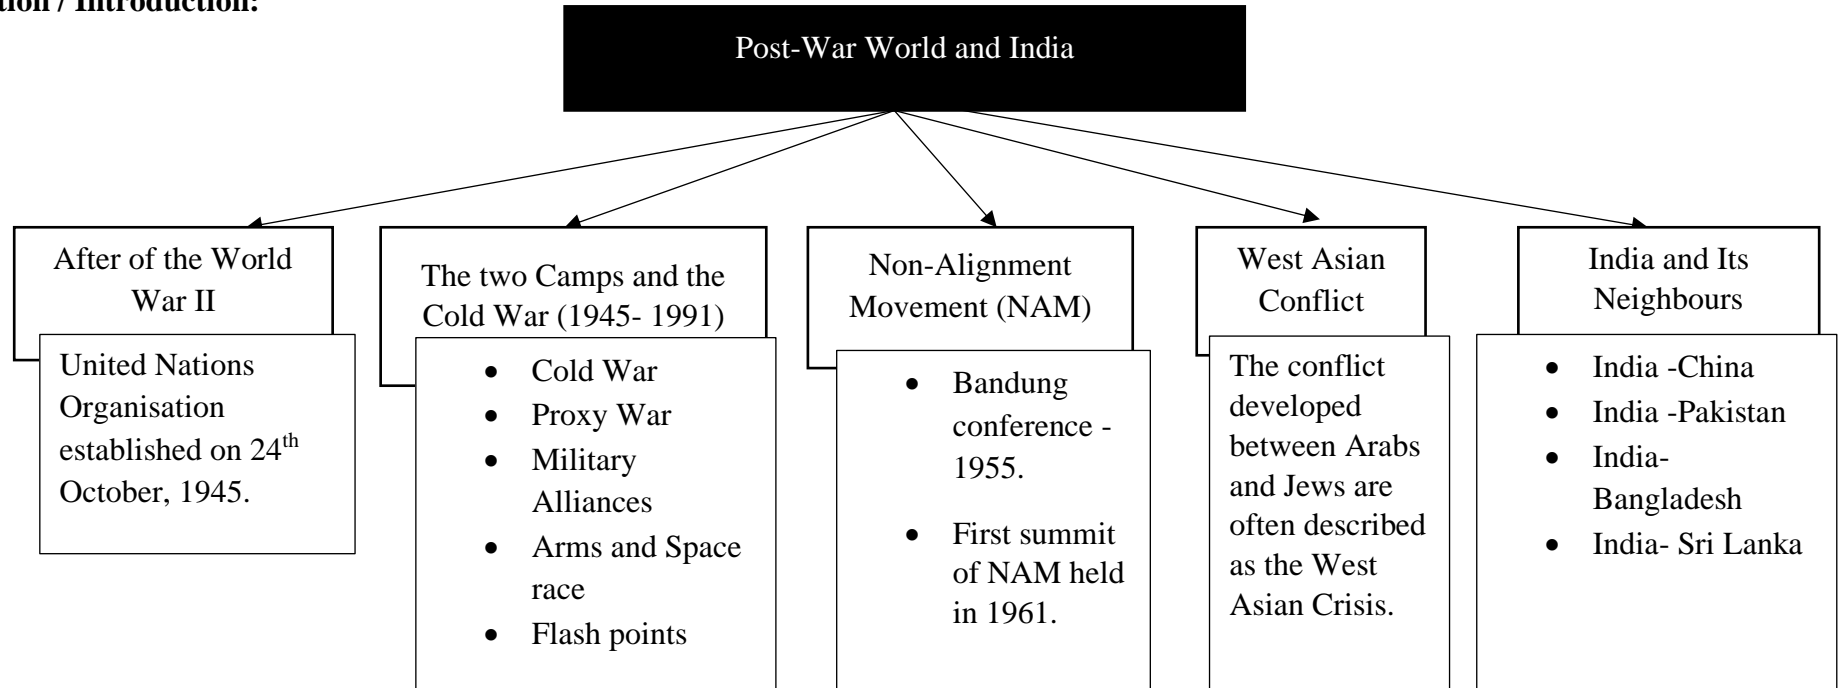 / Introduction:
Post-War World and India
After of the World
War II
United Nations
Organisation
established on 24th
October, 1945.
The two Camps and the
Cold War (1945- 1991)
• Cold War
• Proxy War
• Military
Alliances
• Arms and Space
race
• Flash points
Non-Alignment
Movement (NAM)
• Bandung
conference -
1955.
• First summit
of NAM held
in 1961.
West Asian
Conflict
The conflict
developed
between Arabs
and Jews are
often described
as the West
Asian Crisis.
India and Its
Neighbours
• India -China
• India -Pakistan
• India-
Bangladesh
• India- Sri Lanka